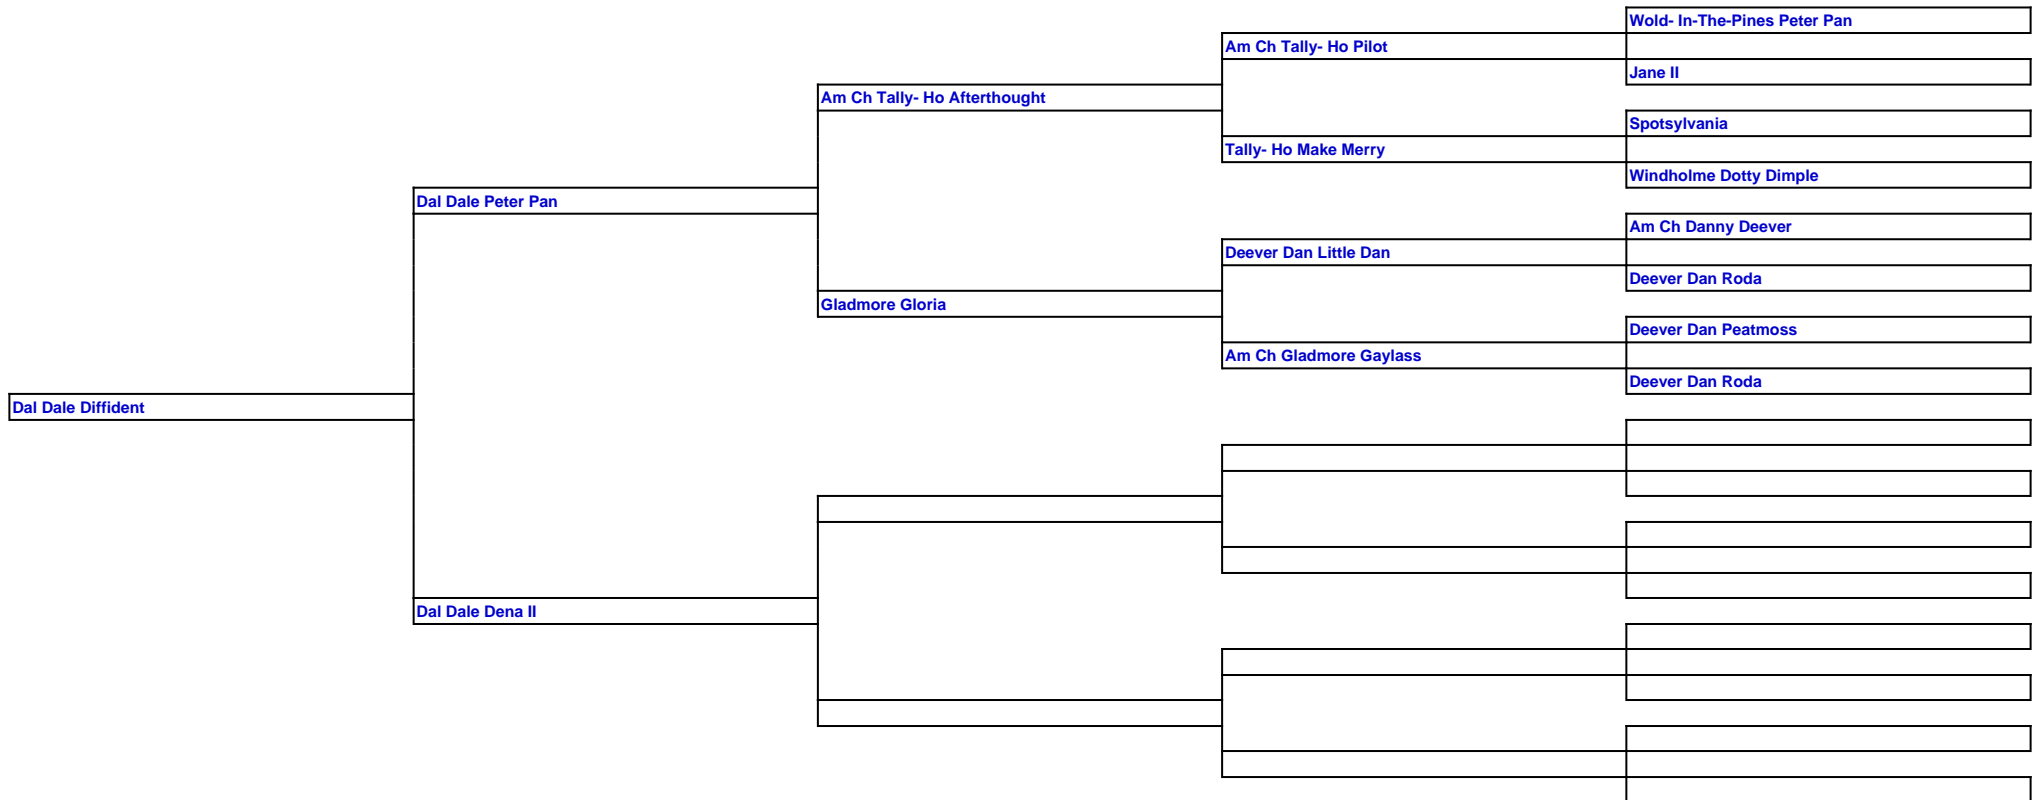 Wold- In-The-Pines Peter Pan
Am Ch Tally- Ho Pilot
Jane II
Am Ch Tally- Ho Afterthought
Spotsylvania
Tally- Ho Make Merry
Windholme Dotty Dimple
Dal Dale Peter Pan
Am Ch Danny Deever
Deever Dan Little Dan
Deever Dan Roda
Gladmore Gloria
Deever Dan Peatmoss
Am Ch Gladmore Gaylass
Deever Dan Roda
Dal Dale Diffident
Dal Dale Dena II